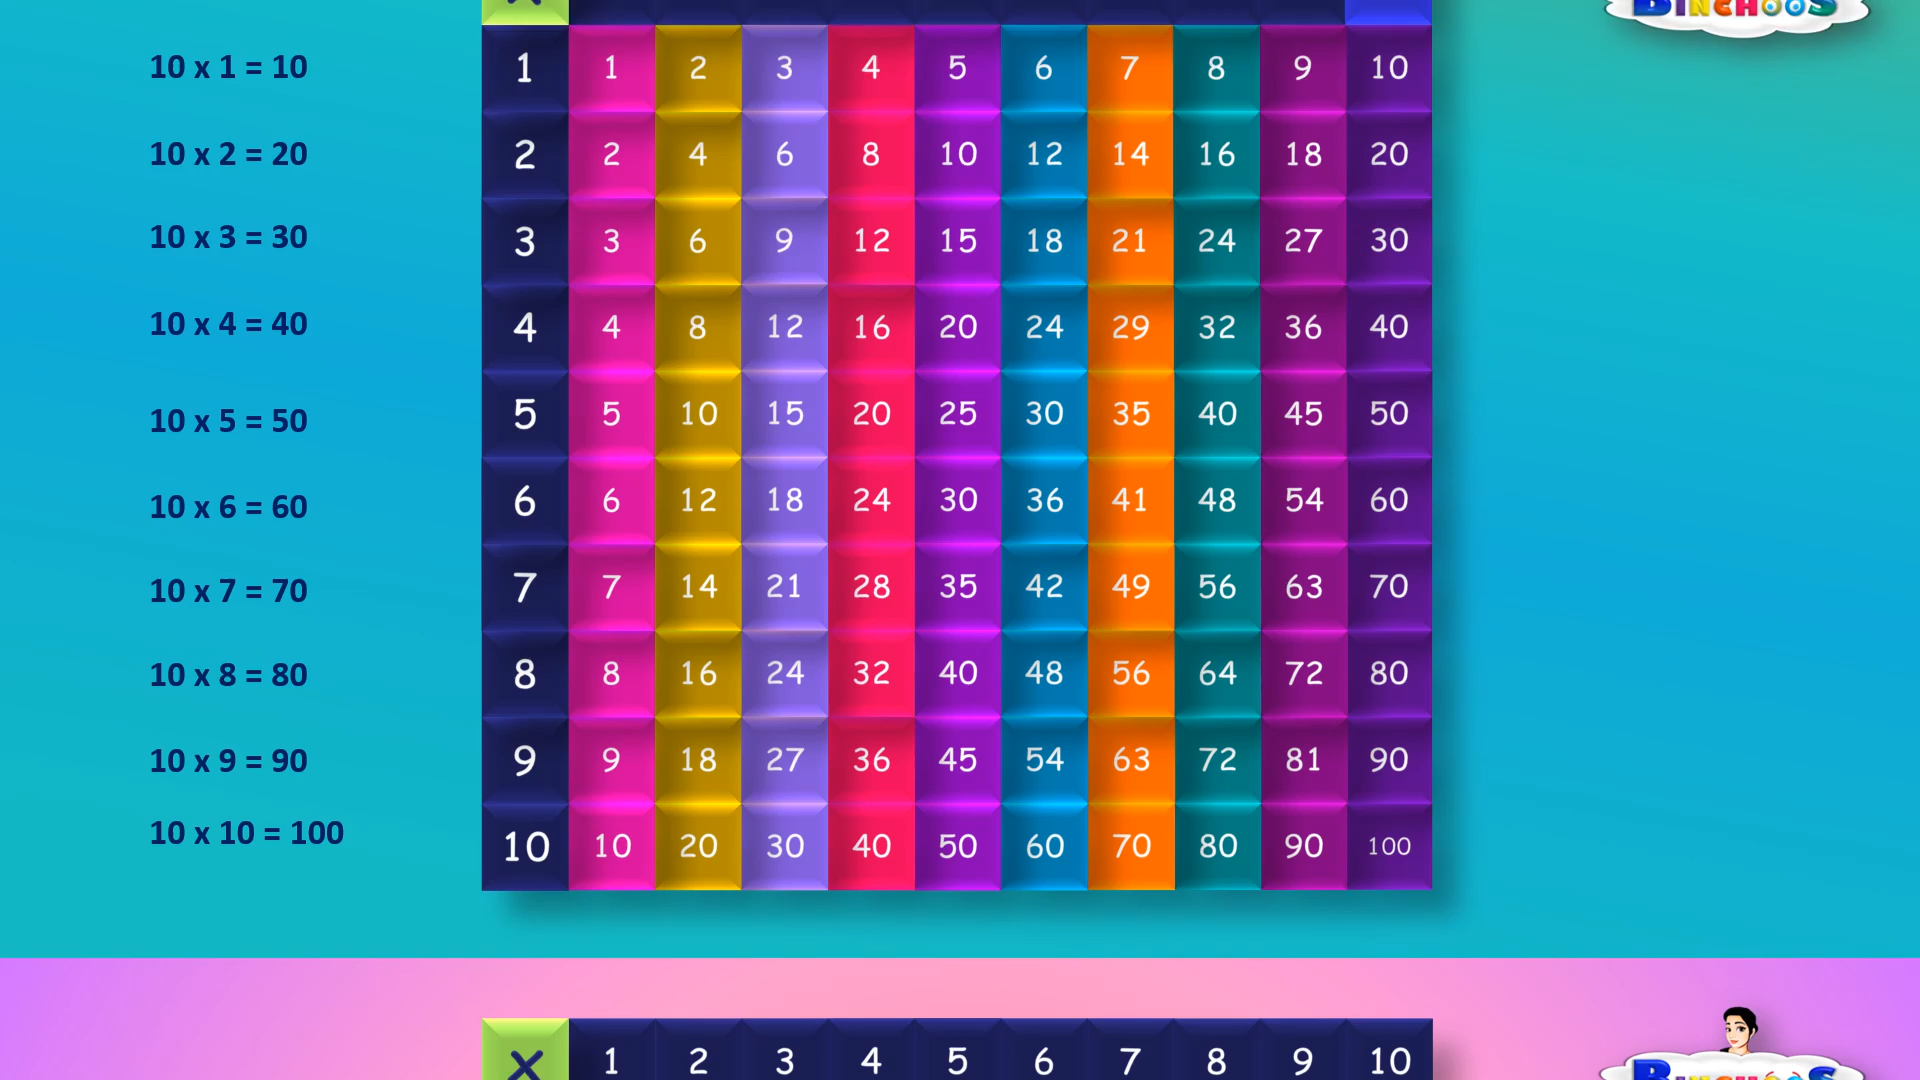 BINCHOOS
10 x 1 = 10
1 1 2 3 4 5 6 7 8 9 10
10 x 2 = 20
2 2 4 6 8 10 12 14 16 18 20
10 x 3 = 30
3 3 6 9 12 15 18 21 24 27 30
10 x 4 = 40
4 4 8 12 16 20 24 29 32 36 40
10 x 5 = 50
5 5 10 15 20 25 30 35 40 45 50
10 x 6 = 60
6 6 12 18 24 30 36 41 48 54 60
10 x 7 = 70
7 7 14 21 28 35 42 49 56 63 70
10 x 8 = 80
8 8 16 24 32 40 48 56 64 72 80
10 x 9 = 90
9 9 18 27 36 45 54 63 72 81 90
10 x 10 = 100
10 10 20 30 40 50 60 70 80 90 100
x 1 2 3 4 5 6 7 8 9 10
BINCHOOS